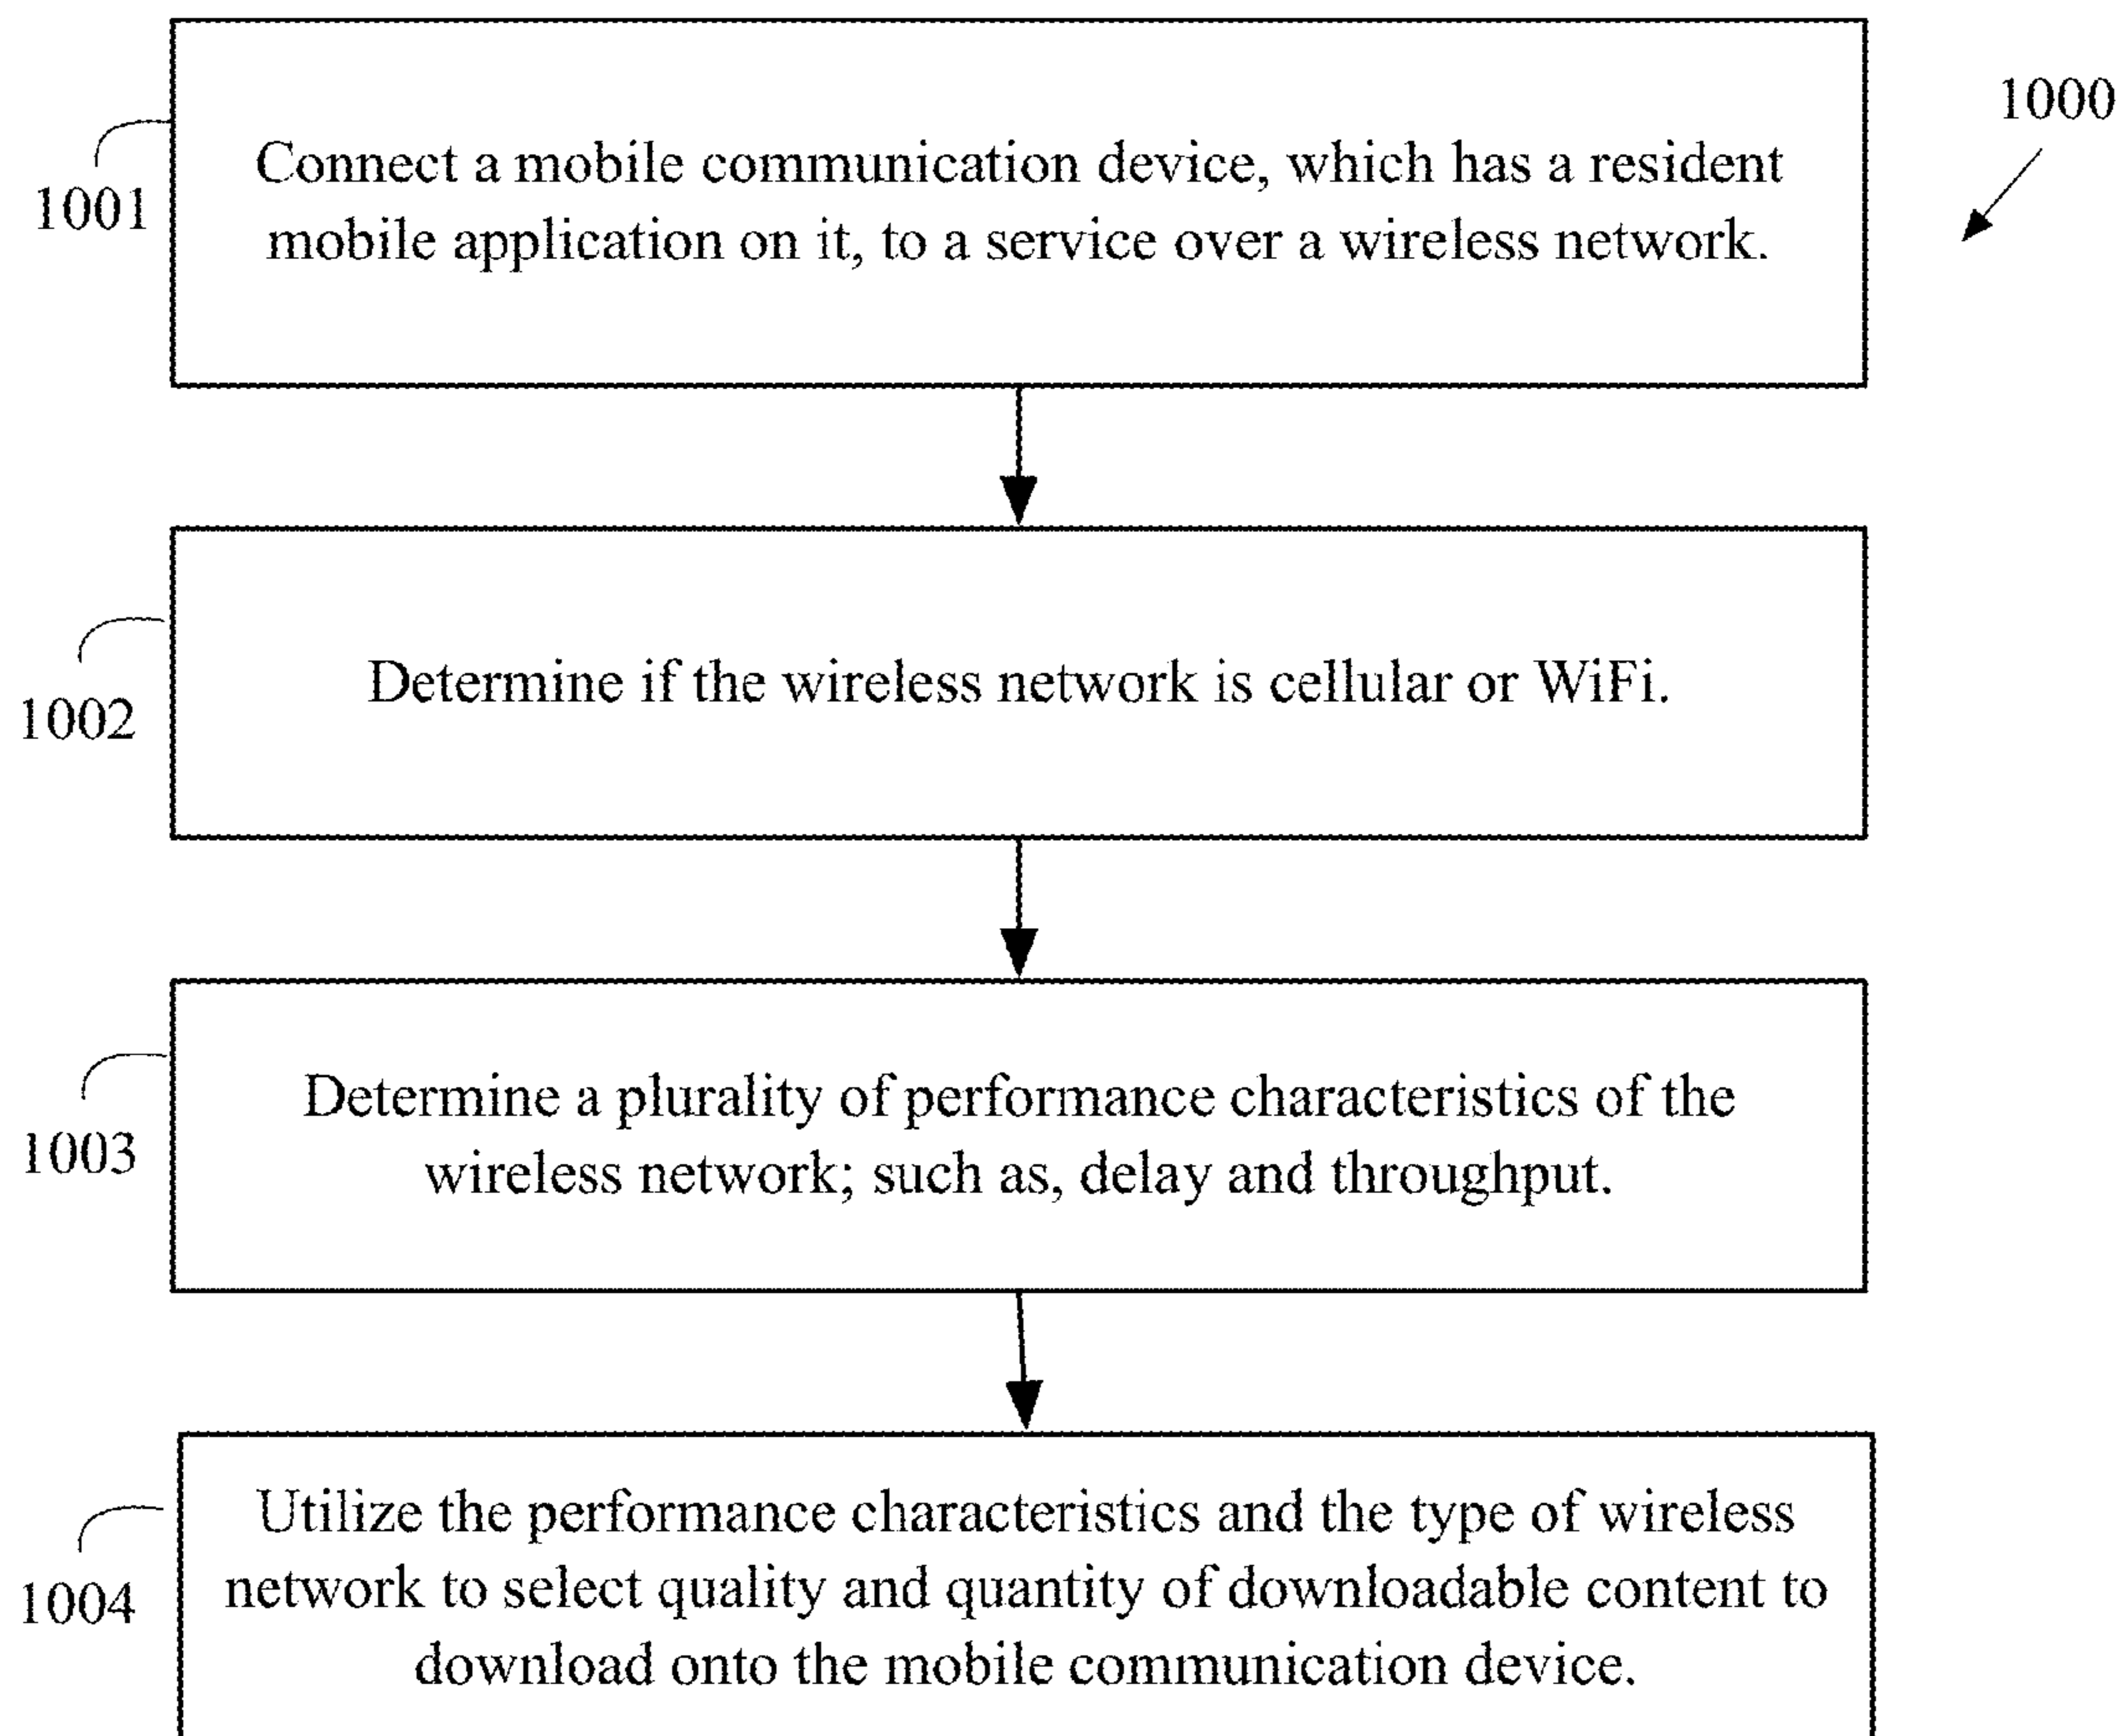 1000
1001
Connect a mobile communication device, which has a resident
mobile application on it, to a service over a wireless network.
1002
Determine if the wireless network is cellular or WiFi.
1003
Determine a plurality of performance characteristics of the
wireless network; such as, delay and throughput.
1004
Utilize the performance characteristics and the type of wireless
network to select quality and quantity of downloadable content to
download onto the mobile communication device.